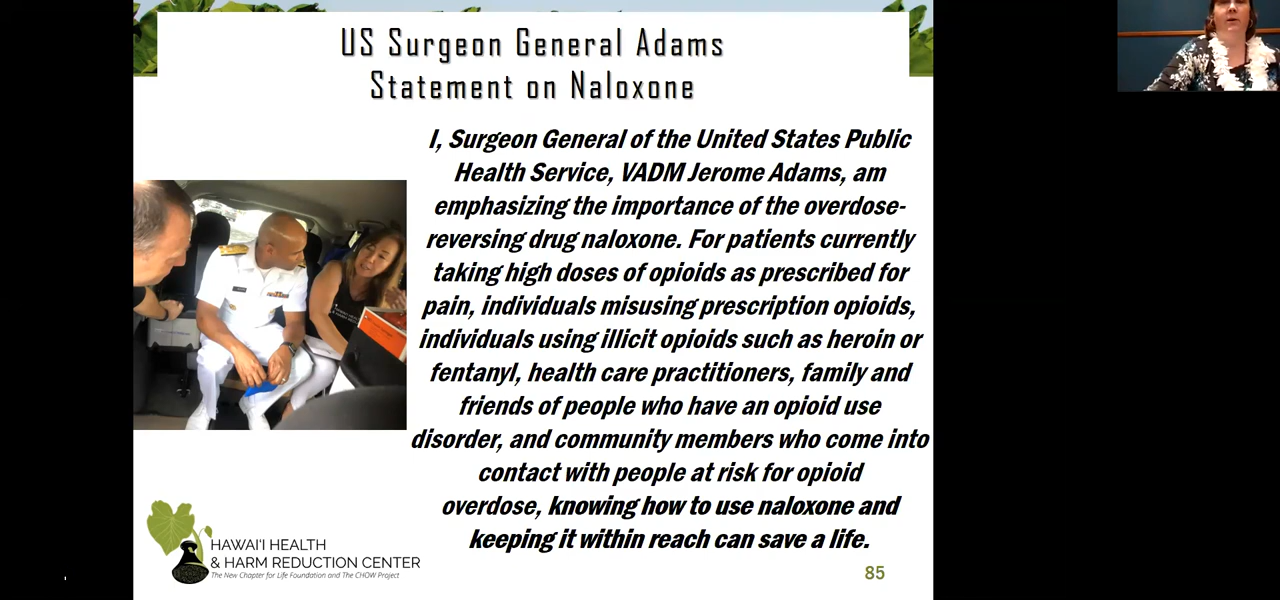 US Surgeon General Adams
Statement on Naloxone
I, Surgeon General of the United States Public
Health Service, VADM Jerome Adams, am
emphasizing the importance of the overdose-
reversing drug naloxone. For patients currently
taking high doses of opioids as prescribed for
pain, individuals misusing prescription opioids,
individuals using illicit opioids such as heroin or
fentanyl, health care practitioners, family and
friends of people who have an opioid use
disorder, and community members who come into
contact with people at risk for opioid
overdose, knowing how to use naloxone and
keeping it within reach can save a life.
HAWAI'I HEALTH
& HARM REDUCTION CENTER
The New Chapter for Life Foundation and The CHOW Project
85